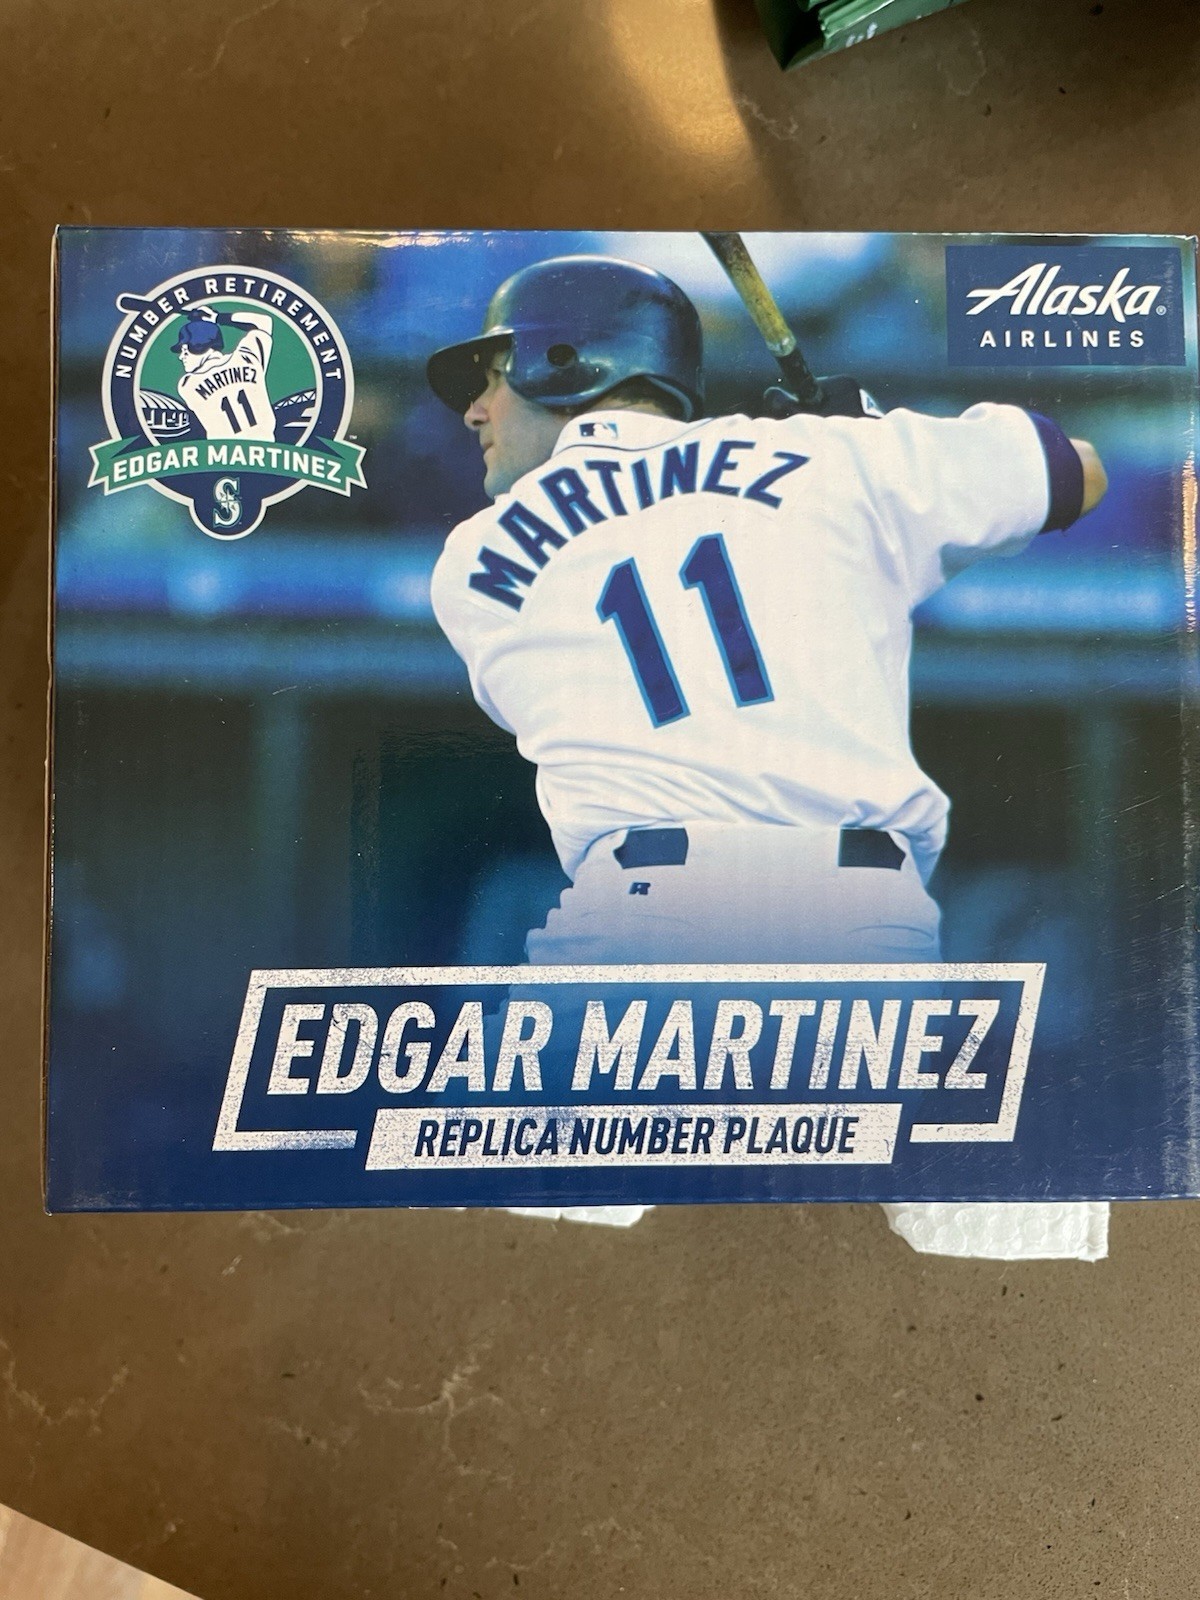 NUMBER RETIREMENT
MARTINEZ
11
EDGAR MARTINEZ
S
Alaska
AIRLINES
MARTINEZ
11
R
EDGAR MARTINEZ
REPLICA NUMBER PLAQUE